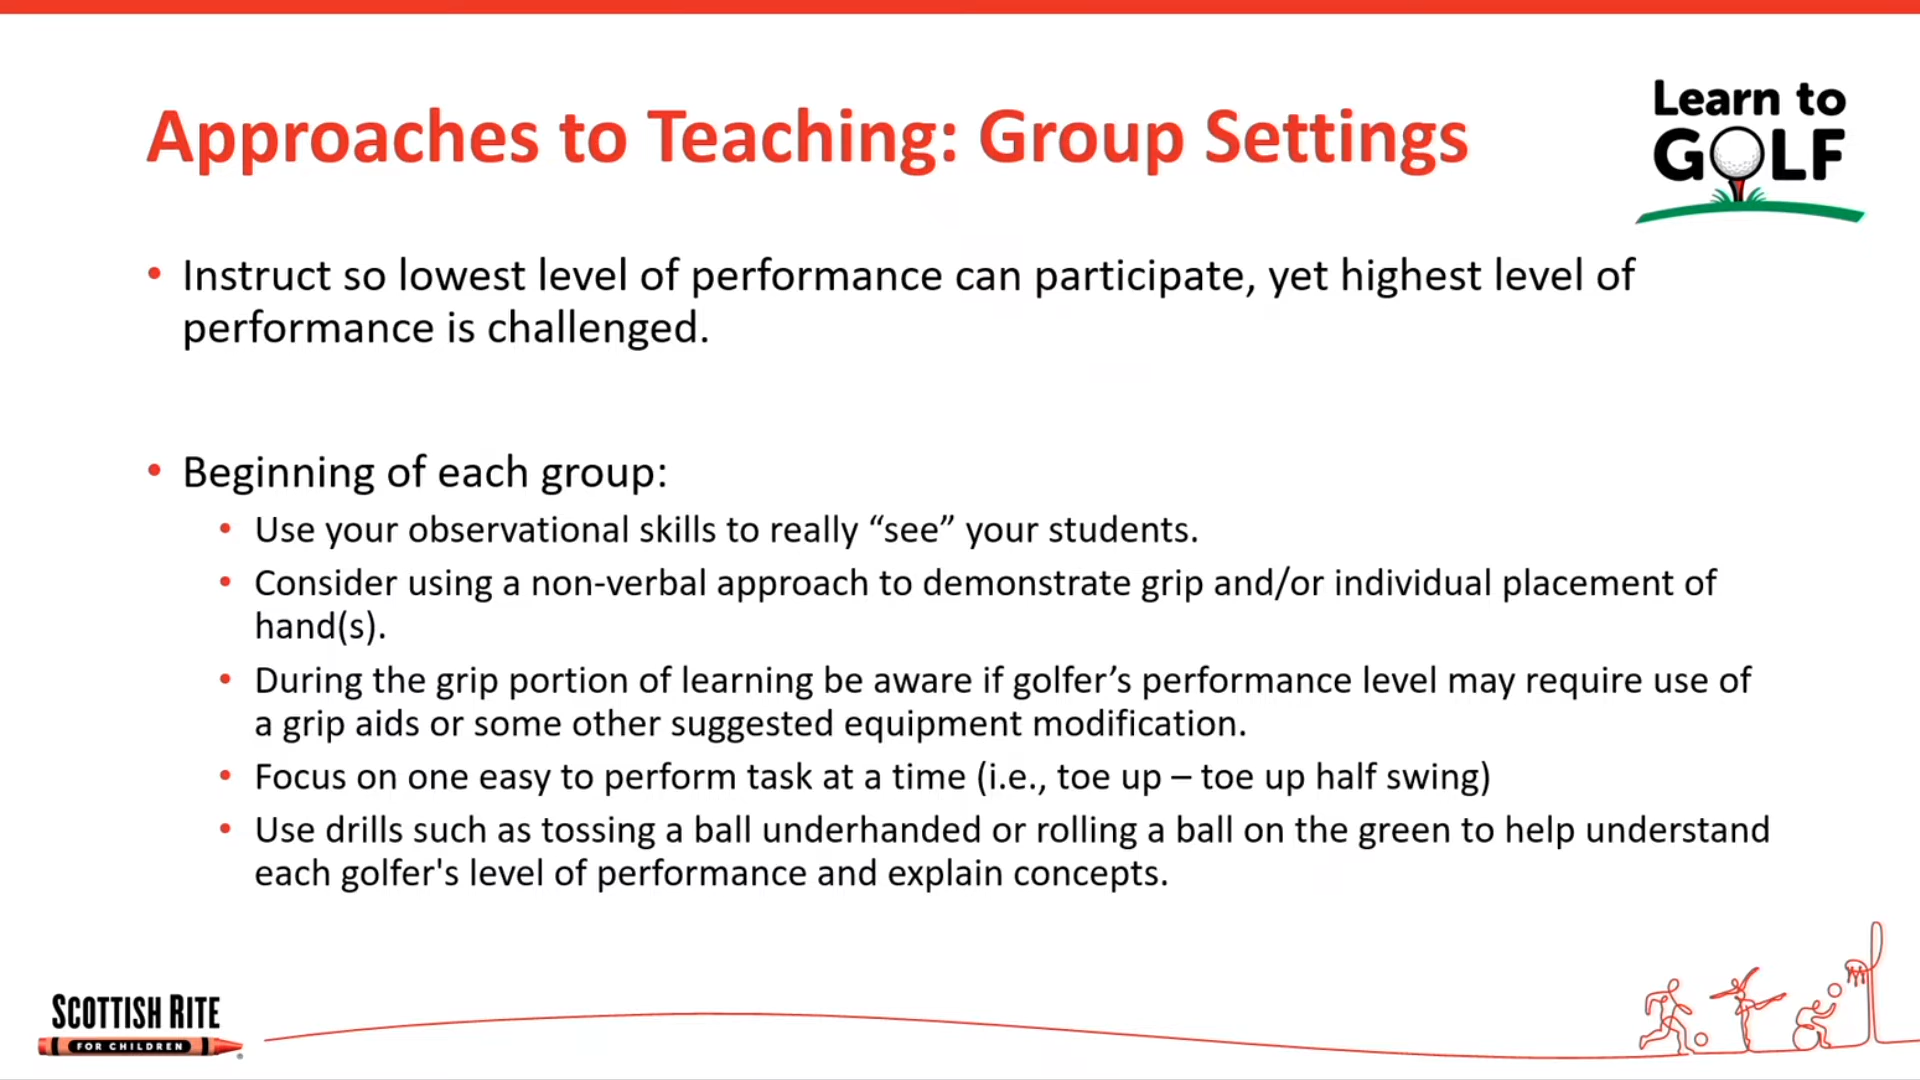 Approaches to Teaching: Group Settings
Learn to
GOLF
• Instruct so lowest level of performance can participate, yet highest level of
performance is challenged.
• Beginning of each group:
• Use your observational skills to really “see” your students.
• Consider using a non-verbal approach to demonstrate grip and/or individual placement of
hand(s).
• During the grip portion of learning be aware if golfer’s performance level may require use of
a grip aids or some other suggested equipment modification.
• Focus on one easy to perform task at a time (i.e., toe up – toe up half swing)
• Use drills such as tossing a ball underhanded or rolling a ball on the green to help understand
each golfer's level of performance and explain concepts.
SCOTTISH RITE
FOR CHILDREN
®